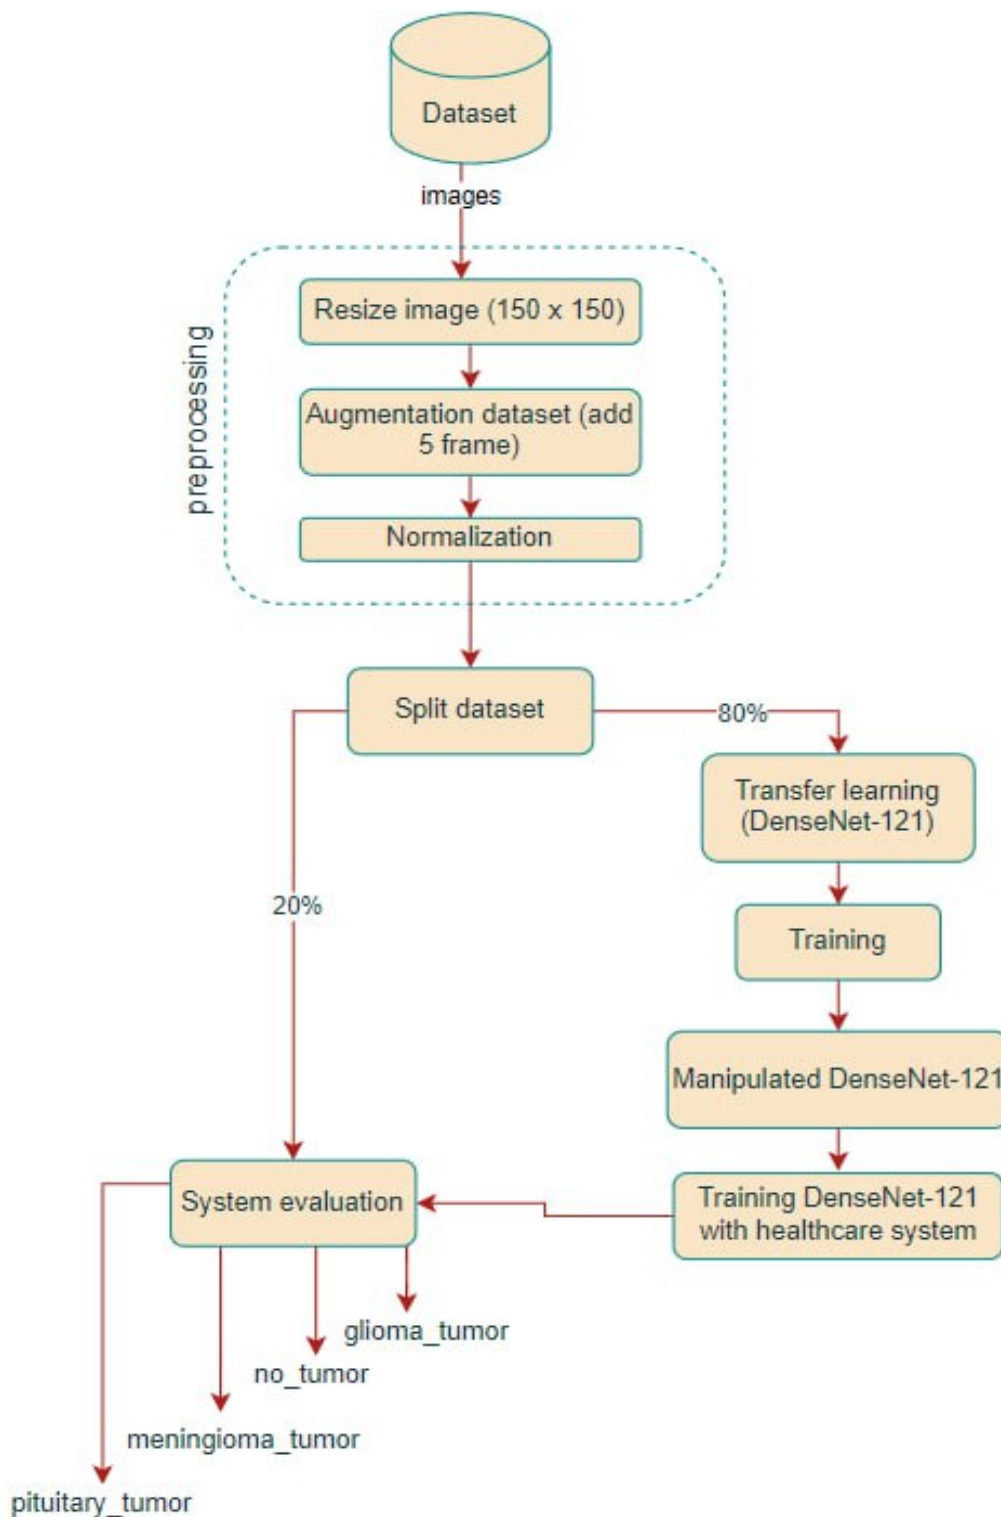 Dataset
images
preprocessing
Resize image (150 x 150)
Augmentation dataset (add
5 frame)
Normalization
Split dataset
80%
Transfer learning
(DenseNet-121)
20%
Training
Manipulated DenseNet-121
System evaluation
Training DenseNet-121
with healthcare system
glioma_tumor
no_tumor
meningioma_tumor
pituitary_tumor